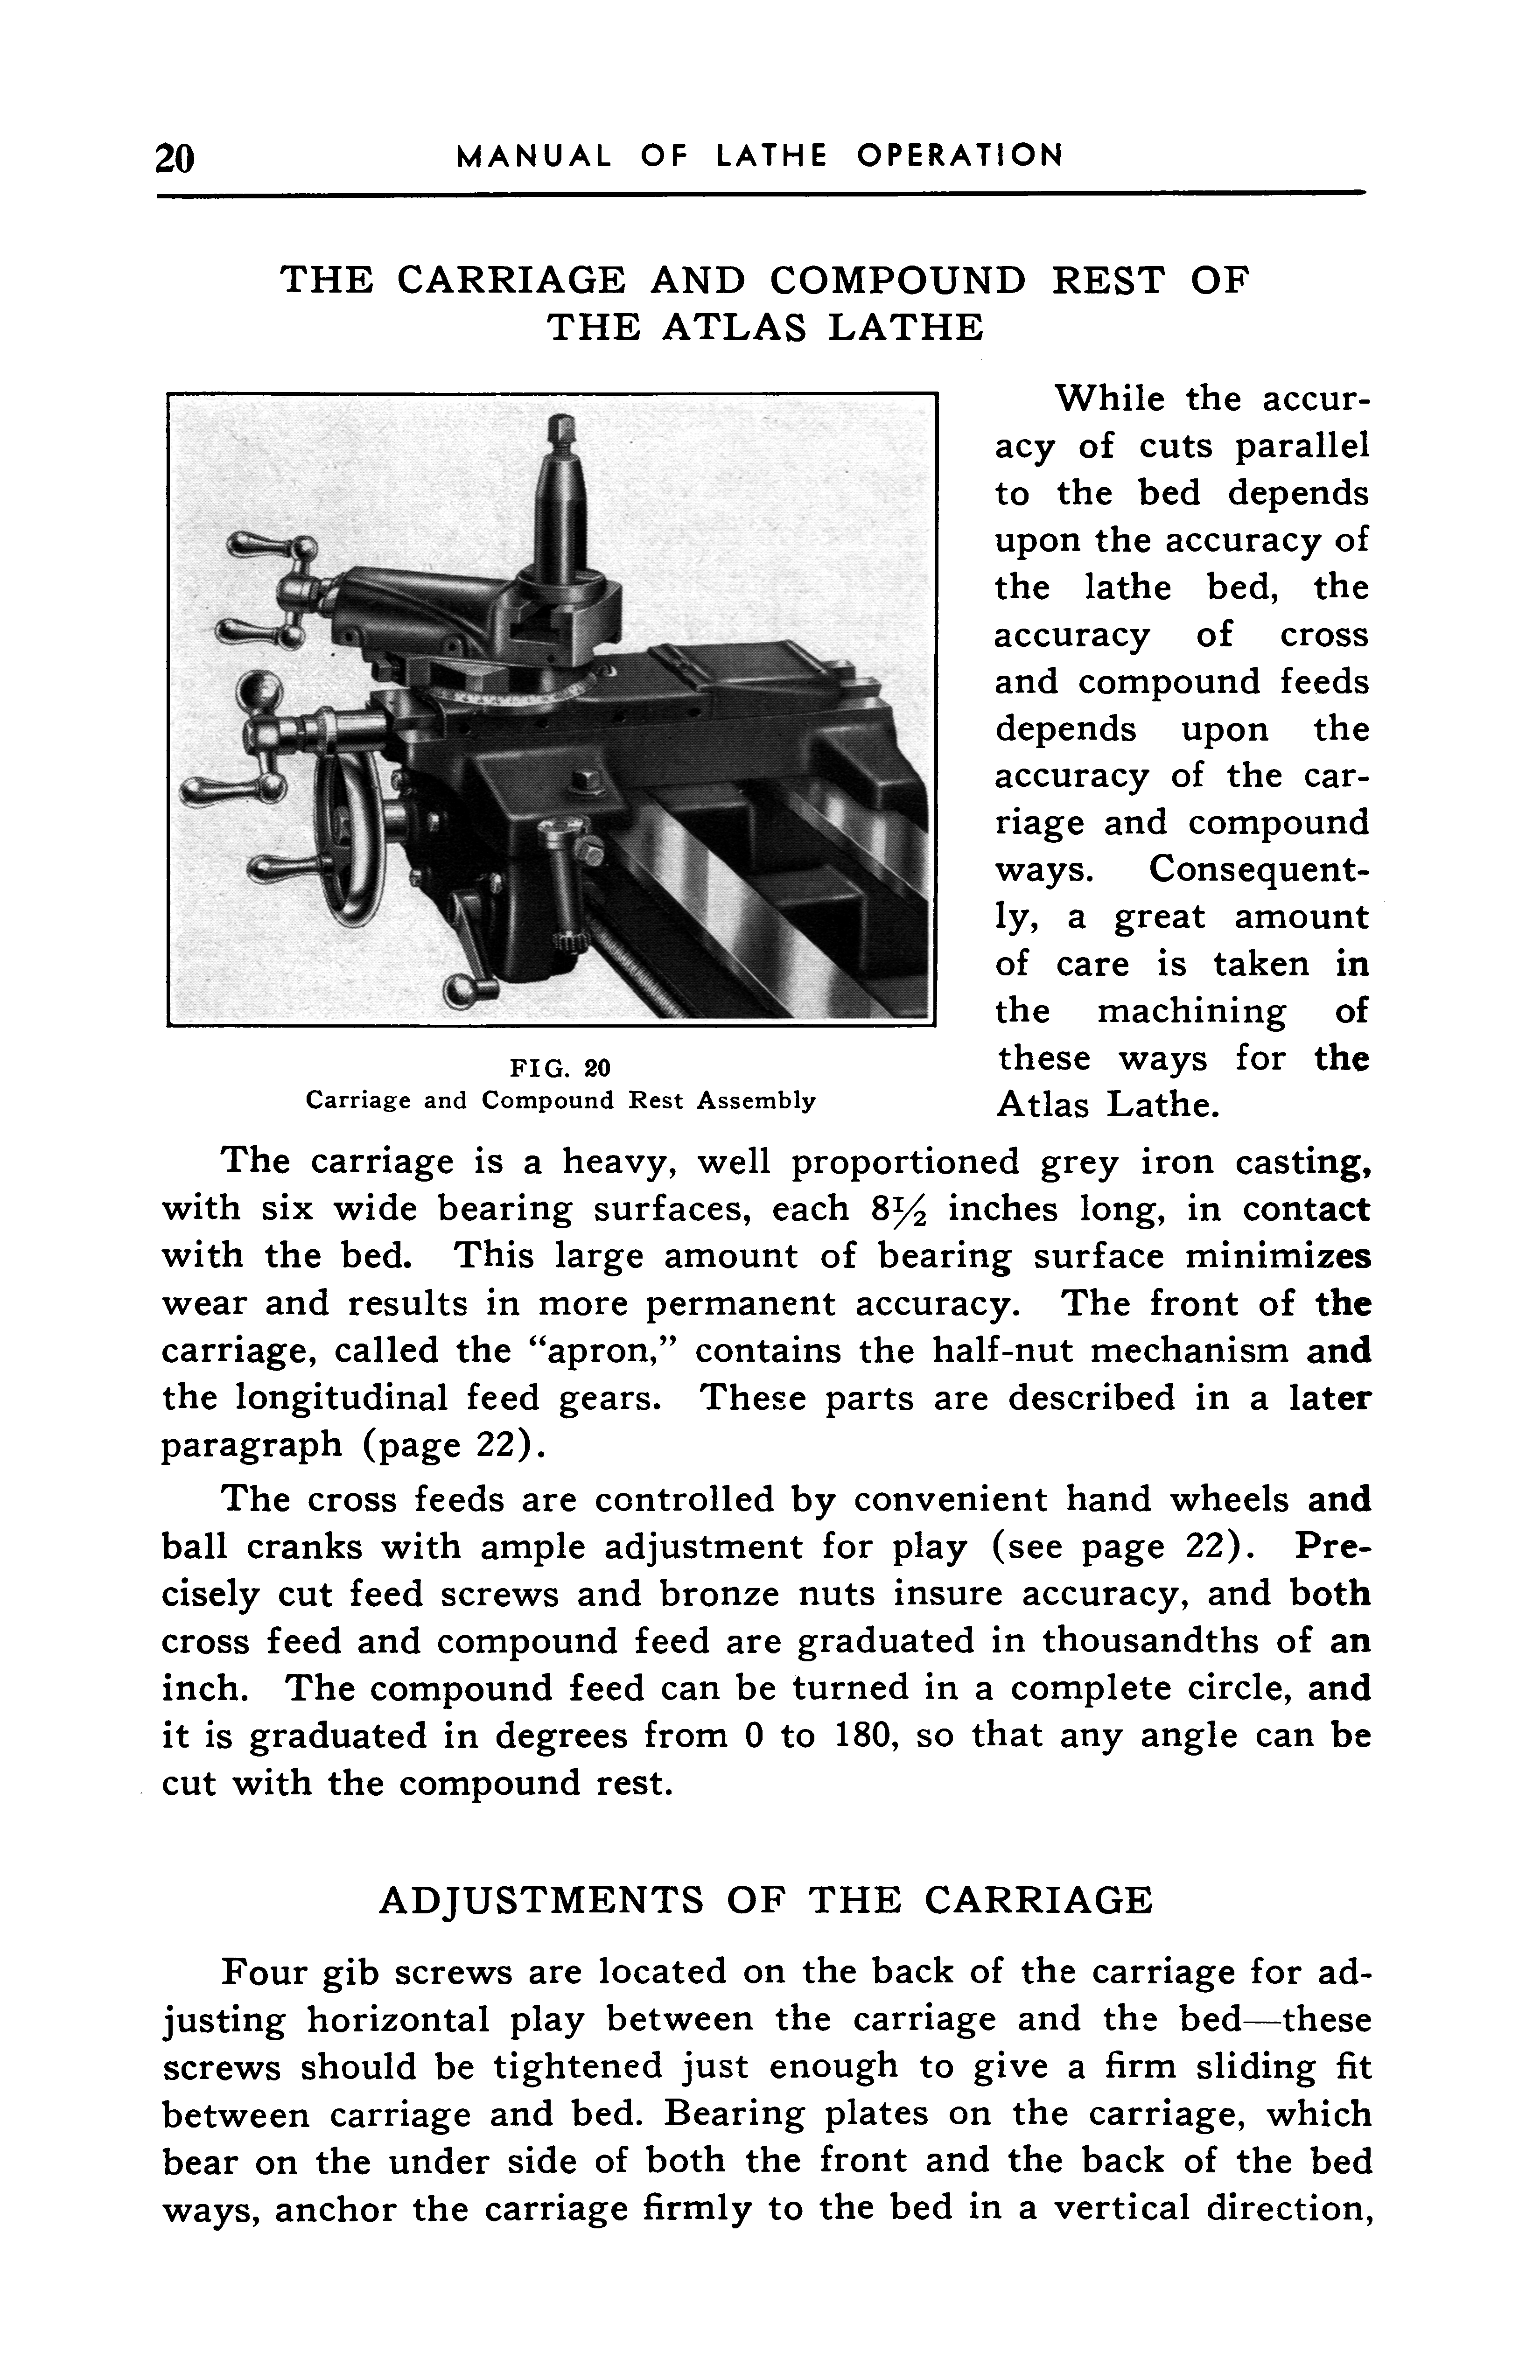 20 MANUAL OF LATHE OPERATION
THE CARRIAGE AND COMPOUND REST OF
THE ATLAS LATHE
While the accur-
acy of cuts parallel
to the bed depends
upon the accuracy of
the lathe bed, the
accuracy of cross
and compound feeds
depends upon the
accuracy of the car-
riage and compound
ways. Consequent-
ly, a great amount
of care is taken in
the machining of
these ways for the
Atlas Lathe.
FIG. 20
Carriage and Compound Rest Assembly
The carriage is a heavy, well proportioned grey iron casting,
with six wide bearing surfaces, each 8½ inches long, in contact
with the bed. This large amount of bearing surface minimizes
wear and results in more permanent accuracy. The front of the
carriage, called the “apron,” contains the half-nut mechanism and
the longitudinal feed gears. These parts are described in a later
paragraph (page 22).
The cross feeds are controlled by convenient hand wheels and
ball cranks with ample adjustment for play (see page 22). Pre-
cisely cut feed screws and bronze nuts insure accuracy, and both
cross feed and compound feed are graduated in thousandths of an
inch. The compound feed can be turned in a complete circle, and
it is graduated in degrees from 0 to 180, so that any angle can be
cut with the compound rest.
ADJUSTMENTS OF THE CARRIAGE
Four gib screws are located on the back of the carriage for ad-
justing horizontal play between the carriage and the bed—these
screws should be tightened just enough to give a firm sliding fit
between carriage and bed. Bearing plates on the carriage, which
bear on the under side of both the front and the back of the bed
ways, anchor the carriage firmly to the bed in a vertical direction,